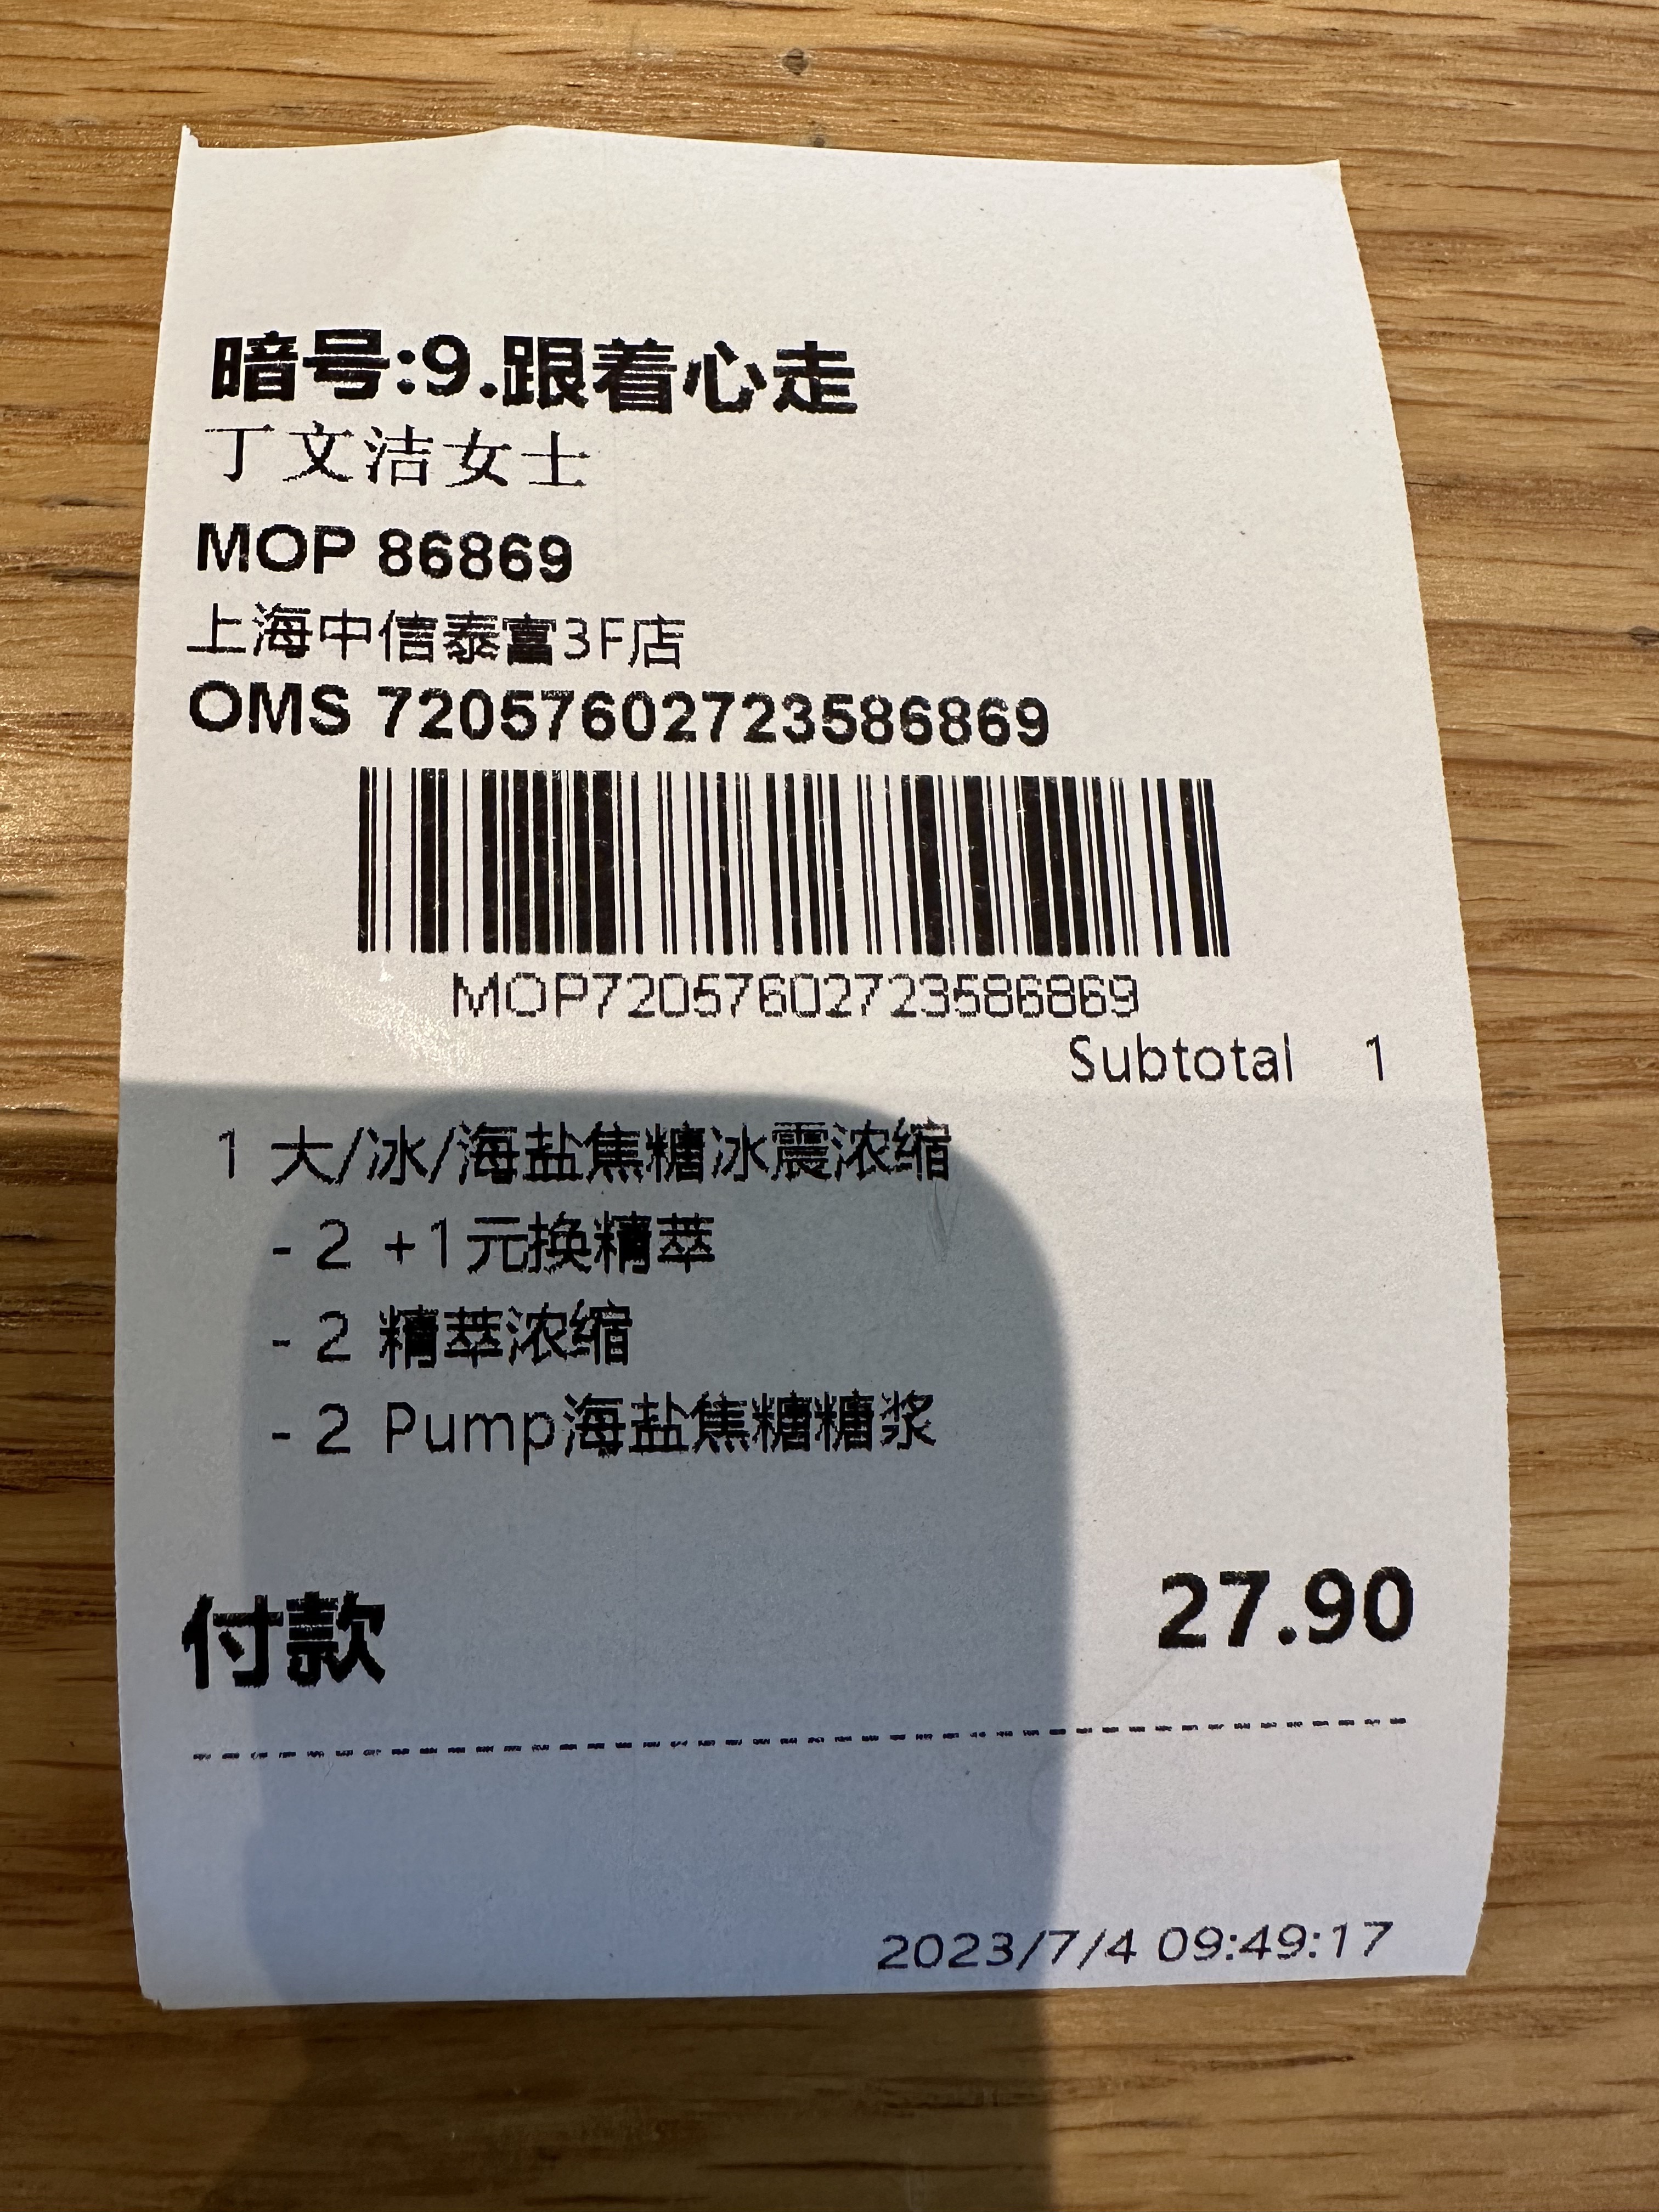 暗号:9.跟着心走
丁文洁女士
MOP 86869
上海中信泰富3F店
OMS 720576027723586869
MOP720576027723586869
Subtotal 1
1 大/冰/海盐焦糖冰震浓缩
- 2 +1元换精萃
- 2 精萃浓缩
- 2 Pump海盐焦糖糖浆
付款 27.90
2023/7/4 09:49:17